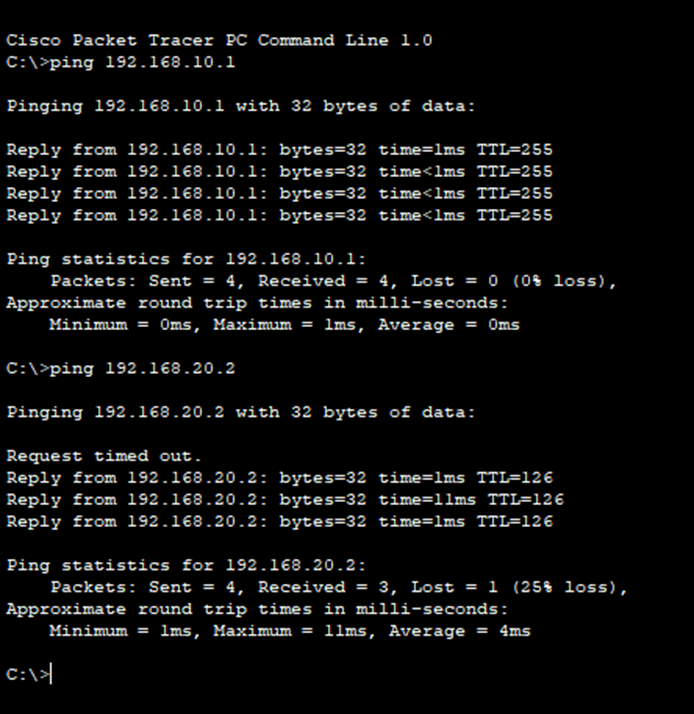 Cisco Packet Tracer PC Command Line 1.0
C:\>ping 192.168.10.1
Pinging 192.168.10.1 with 32 bytes of data:
Reply from 192.168.10.1: bytes=32 time=1ms TTL=255
Reply from 192.168.10.1: bytes=32 time<1ms TTL=255
Reply from 192.168.10.1: bytes=32 time<1ms TTL=255
Reply from 192.168.10.1: bytes=32 time<1ms TTL=255
Ping statistics for 192.168.10.1:
Packets: Sent = 4, Received = 4, Lost = 0 (0% loss),
Approximate round trip times in milli-seconds:
Minimum = 0ms, Maximum = 1ms, Average = 0ms
C:\>ping 192.168.20.2
Pinging 192.168.20.2 with 32 bytes of data:
Request timed out.
Reply from 192.168.20.2: bytes=32 time=1ms TTL=126
Reply from 192.168.20.2: bytes=32 time=11ms TTL=126
Reply from 192.168.20.2: bytes=32 time=1ms TTL=126
Ping statistics for 192.168.20.2:
Packets: Sent = 4, Received = 3, Lost = 1 (25% loss),
Approximate round trip times in milli-seconds:
Minimum = 1ms, Maximum = 11ms, Average = 4ms
C:\>